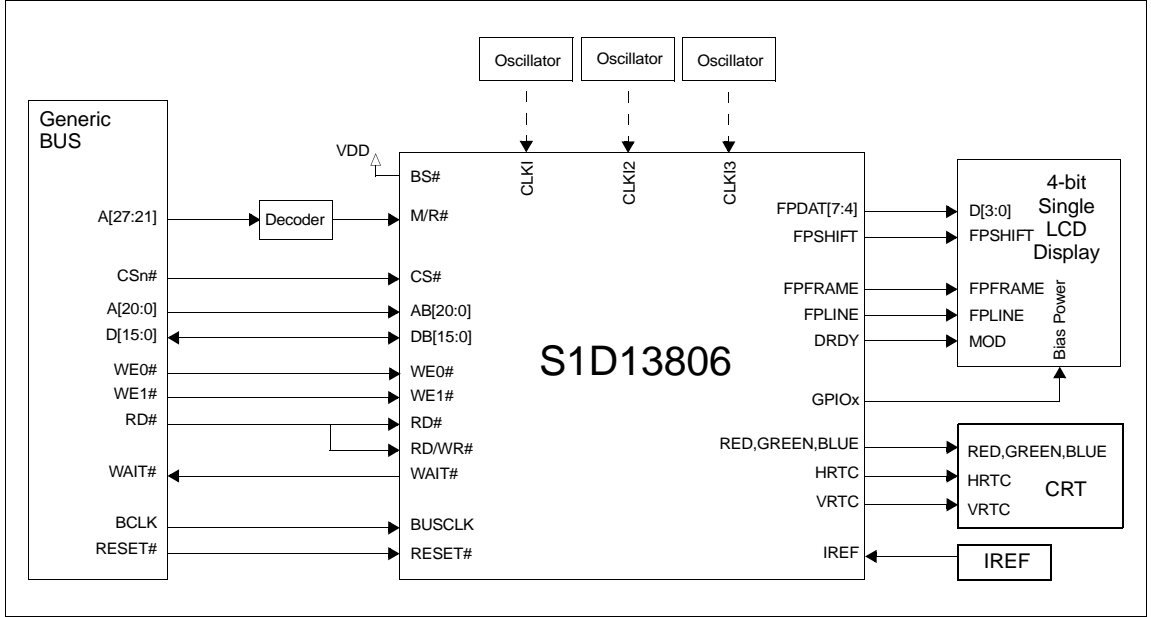 Oscillator
Oscillator
Oscillator
Generic
BUS
VDD
BS#
CLKI
CLKI2
CLKI3
A[27:21]
Decoder
M/R#
CSn#
CS#
A[20:0]
AB[20:0]
D[15:0]
DB[15:0]
WE0#
WE0#
WE1#
WE1#
RD#
RD#
RD/WR#
WAIT#
WAIT#
BCLK
BUSCLK
RESET#
RESET#
S1D13806
FPDAT[7:4]
FPSHIFT
FPFRAME
FPLINE
DRDY
GPIOx
RED,GREEN,BLUE
HRTC
VRTC
IREF
4-bit
Single
LCD
Display
D[3:0]
FPSHIFT
FPFRAME
FPLINE
MOD
Bias Power
RED,GREEN,BLUE
HRTC
VRTC
CRT
IREF